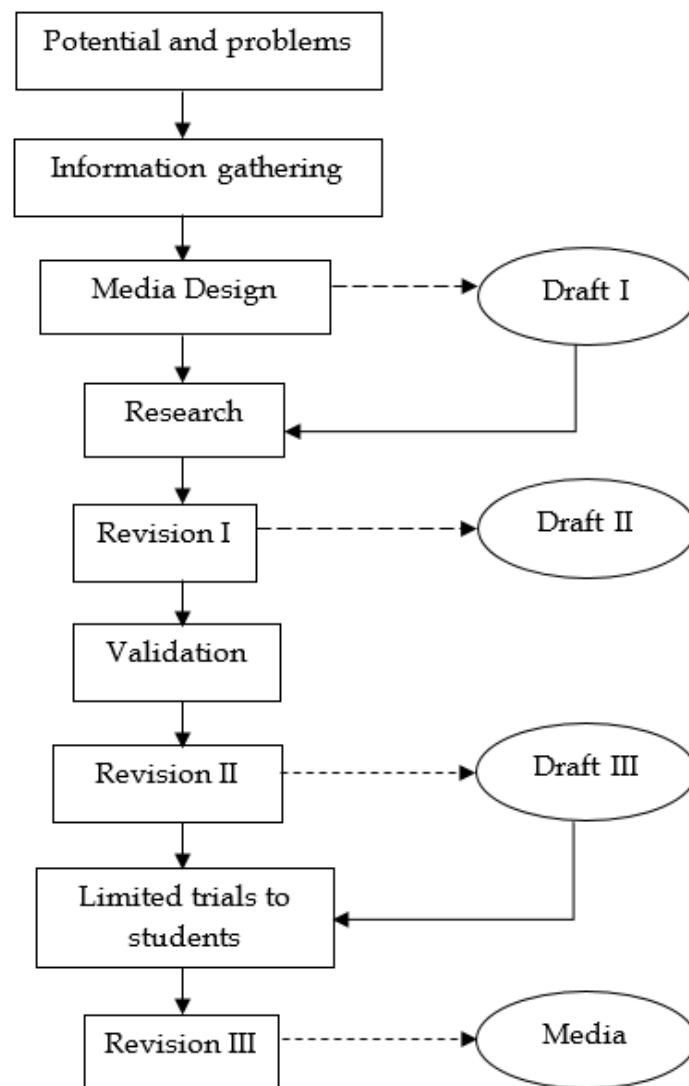 Potential and problems
Information gathering
Media Design
Draft I
Research
Revision I
Draft II
Validation
Revision II
Draft III
Limited trials to
students
Revision III
Media